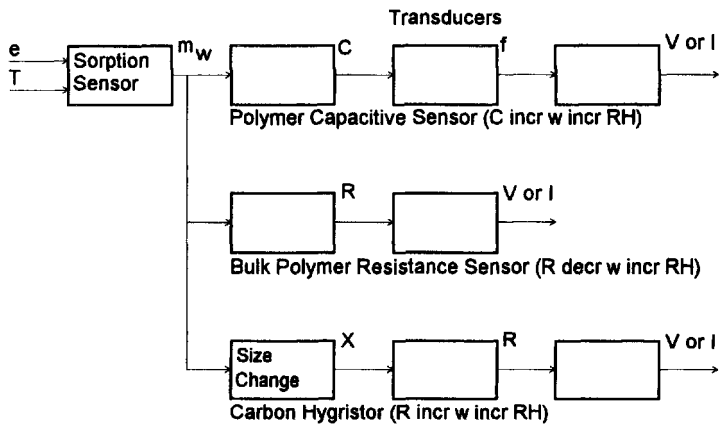 Transducers
e
T
Sorption
Sensor
mw
C
f
V or I
Polymer Capacitive Sensor (C incr w incr RH)
R
V or I
Bulk Polymer Resistance Sensor (R decr w incr RH)
Size
Change
X
R
V or I
Carbon Hygristor (R incr w incr RH)